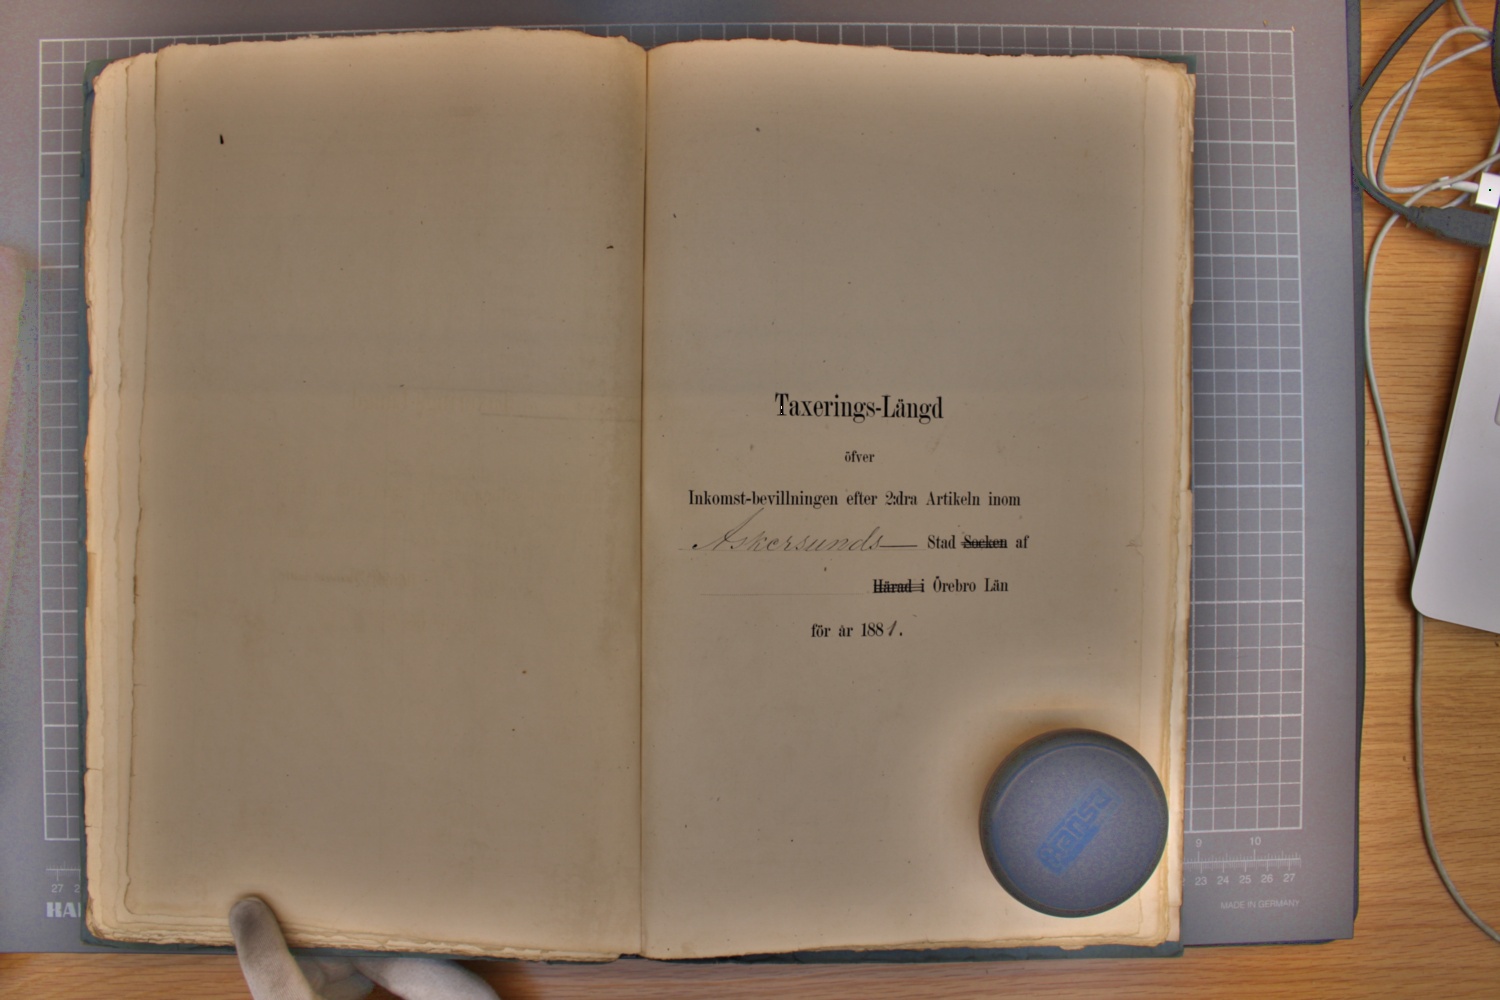 Taxerings-Längd
öfver
Inkomst-bevillningen efter 2:dra Artikeln inom
Askersunds Stad Socken af
Härad i Örebro Län
för år 1881.
Hansa
9 10
27
23 24 25 26 27
HA
MADE IN GERMANY